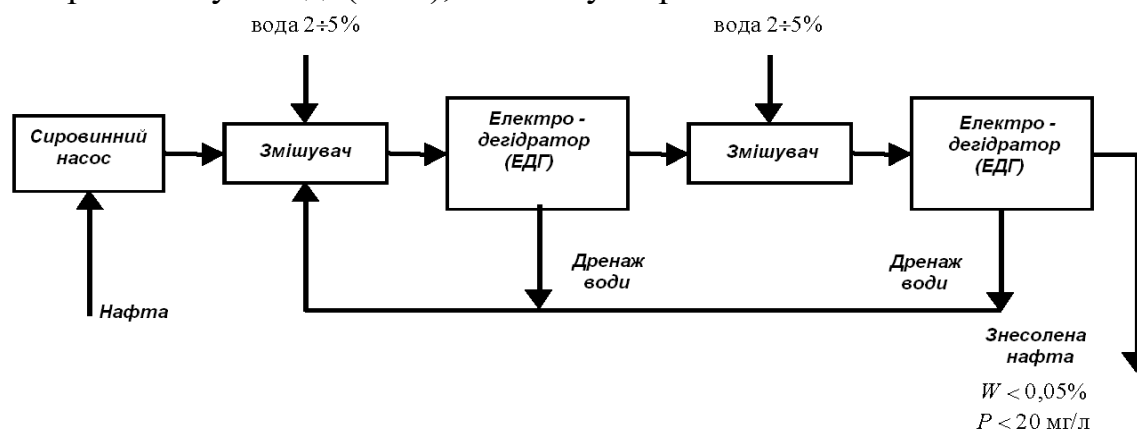 вода 2÷5%
вода 2÷5%
Сировинний
насос
Змішувач
Електро -
дегідратор
(ЕДГ)
Змішувач
Електро -
дегідратор
(ЕДГ)
Нафта
Дренаж
води
Дренаж
води
Знесолена
нафта
W < 0,05%
P < 20 мг/л